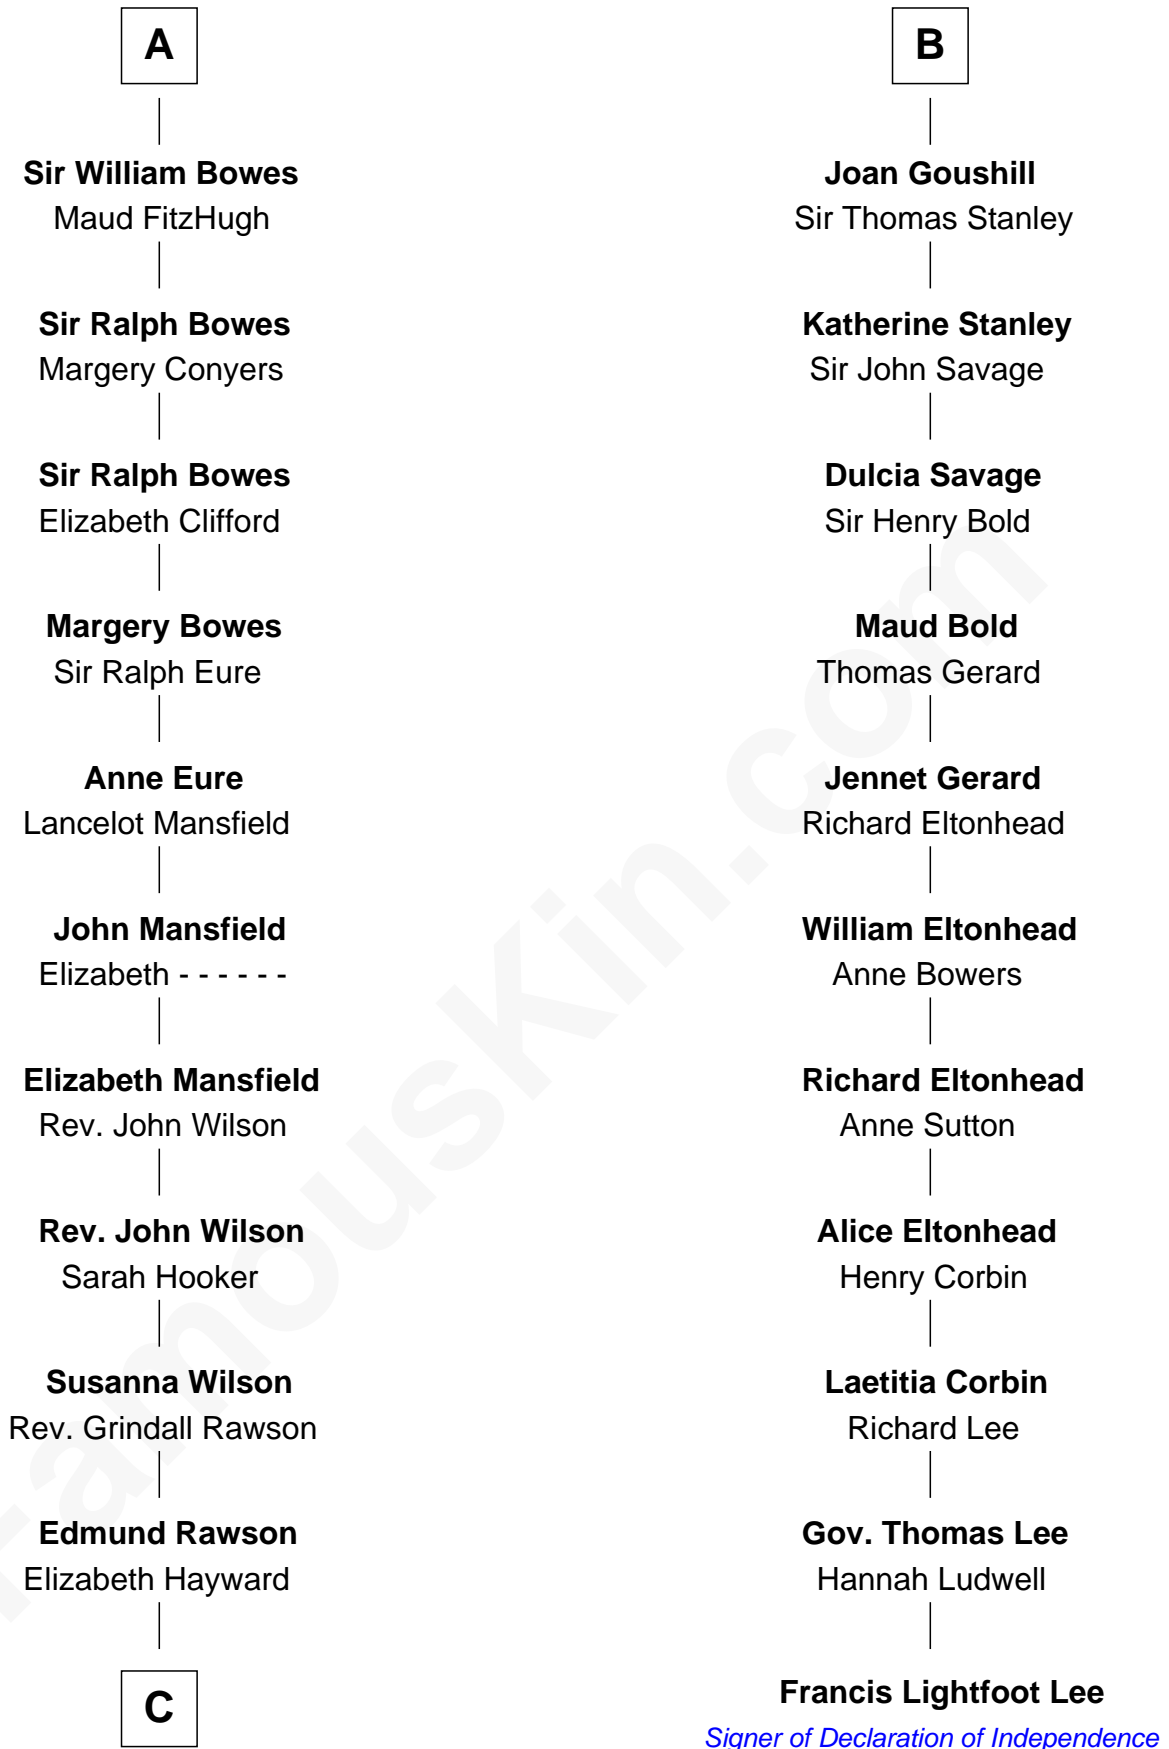 A
Sir William Bowes
Maud FitzHugh
Sir Ralph Bowes
Margery Conyers
Sir Ralph Bowes
Elizabeth Clifford
Margery Bowes
Sir Ralph Eure
Anne Eure
Lancelot Mansfield
John Mansfield
Elizabeth - - - - - -
Elizabeth Mansfield
Rev. John Wilson
Rev. John Wilson
Sarah Hooker
Susanna Wilson
Rev. Grindall Rawson
Edmund Rawson
Elizabeth Hayward
C
B
Joan Goushill
Sir Thomas Stanley
Katherine Stanley
Sir John Savage
Dulcia Savage
Sir Henry Bold
Maud Bold
Thomas Gerard
Jennet Gerard
Richard Eltonhead
William Eltonhead
Anne Bowers
Richard Eltonhead
Anne Sutton
Alice Eltonhead
Henry Corbin
Laetitia Corbin
Richard Lee
Gov. Thomas Lee
Hannah Ludwell
Francis Lightfoot Lee
Signer of Declaration of Independence
FamousKin.com